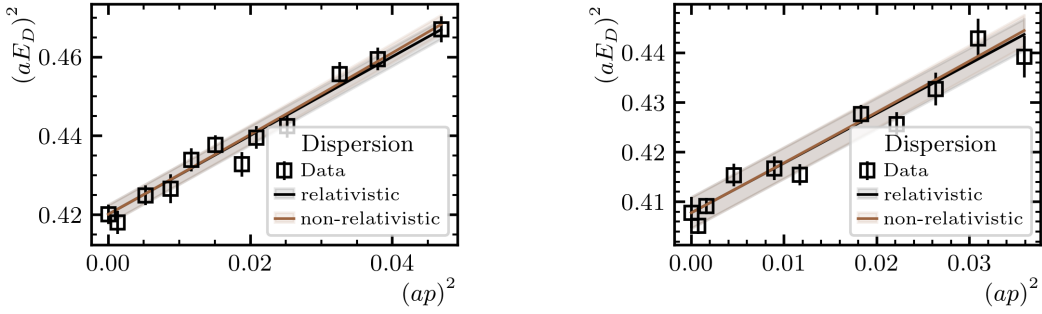 (aE_D)^2
0.46
0.44
0.42
0.00
0.02
0.04
(ap)^2
Dispersion
Data
relativistic
non-relativistic
(aE_D)^2
0.44
0.43
0.42
0.41
0.00
0.01
0.02
0.03
(ap)^2
Dispersion
Data
relativistic
non-relativistic